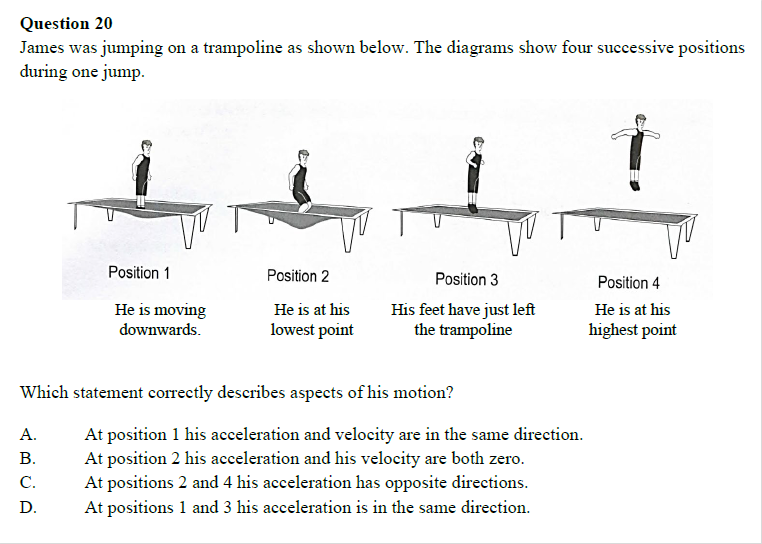 Question 20
James was jumping on a trampoline as shown below. The diagrams show four successive positions
during one jump.
Position 1
Position 2
Position 3
Position 4
He is moving
downwards.
He is at his
lowest point
His feet have just left
the trampoline
He is at his
highest point
Which statement correctly describes aspects of his motion?
A. At position 1 his acceleration and velocity are in the same direction.
B. At position 2 his acceleration and his velocity are both zero.
C. At positions 2 and 4 his acceleration has opposite directions.
D. At positions 1 and 3 his acceleration is in the same direction.